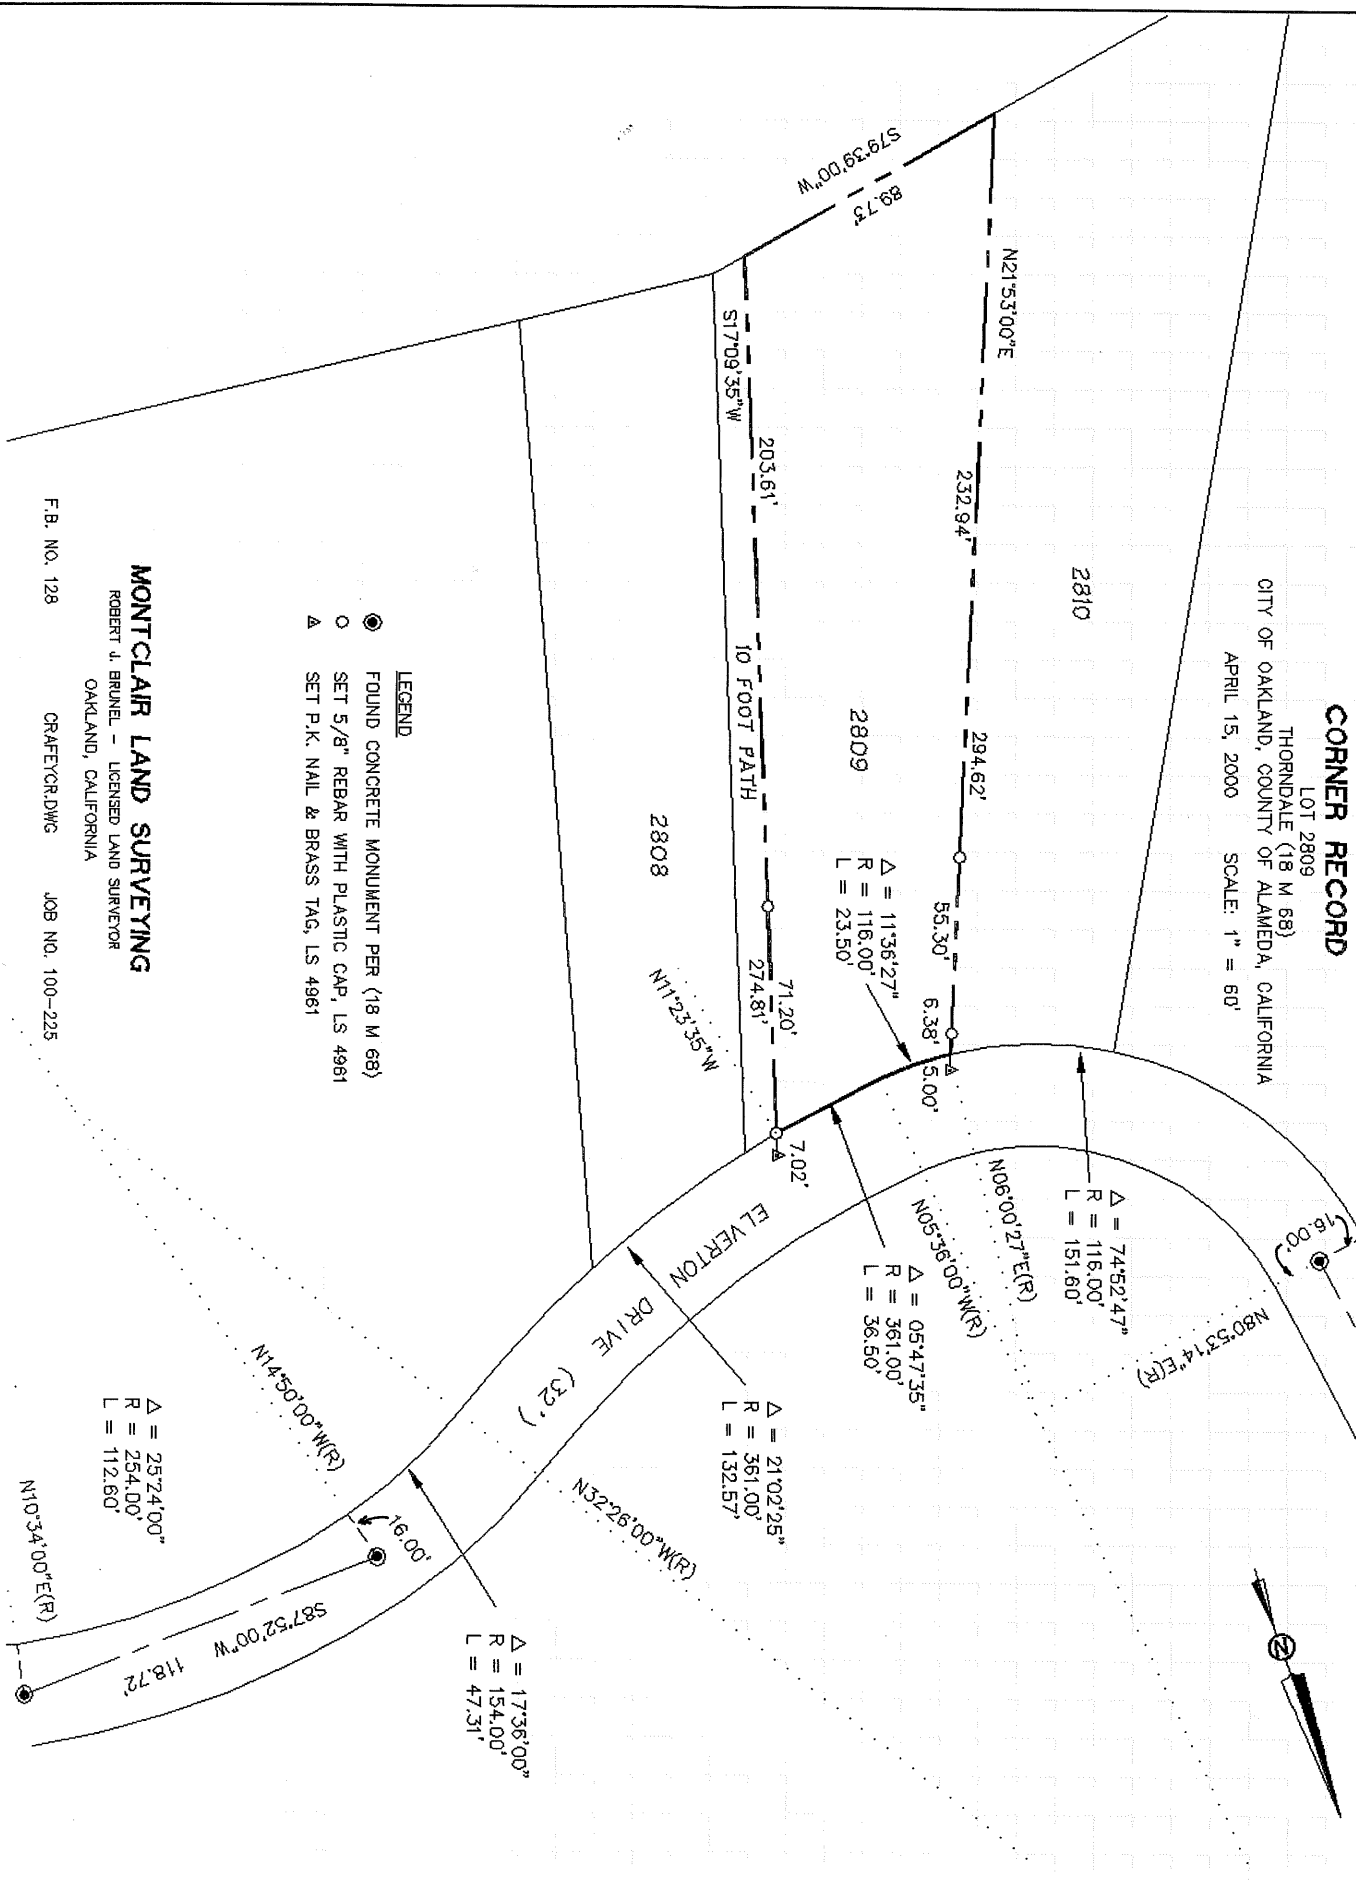 CORNER RECORD
LOT 2809
THORNDALE (18 M 68)
CITY OF OAKLAND, COUNTY OF ALAMEDA, CALIFORNIA
APRIL 15, 2000 SCALE: 1" = 60'
2810
N21°53'00"E
232.94'
294.62'
55.30'
6.38'
5.00'
S79°39'00"W
89.73'
2809
Δ = 11°36'27"
R = 116.00'
L = 23.50'
S17°09'35"W
203.61'
10 FOOT PATH
71.20'
274.81'
7.02'
N11°23'35"W
2808
Δ = 74°52'47"
R = 116.00'
L = 151.60'
16.00'
N80°53'14"E(R)
N06°00'27"E(R)
N05°36'00"W(R)
Δ = 05°47'35"
R = 361.00'
L = 36.50'
ELVERTON DRIVE (32')
Δ = 21°02'25"
R = 361.00'
L = 132.57'
N32°26'00"W(R)
N14°50'00"W(R)
16.00'
Δ = 17°36'00"
R = 154.00'
L = 47.31'
S87°52'00"W
118.72'
Δ = 25°24'00"
R = 254.00'
L = 112.60'
N10°34'00"E(R)
N
LEGEND
FOUND CONCRETE MONUMENT PER (18 M 68)
SET 5/8" REBAR WITH PLASTIC CAP, LS 4961
SET P.K. NAIL & BRASS TAG, LS 4961
MONTCLAIR LAND SURVEYING
ROBERT J. BRUNEL - LICENSED LAND SURVEYOR
OAKLAND, CALIFORNIA
F.B. NO. 128 CRAFEYCR.DWG JOB NO. 100-225